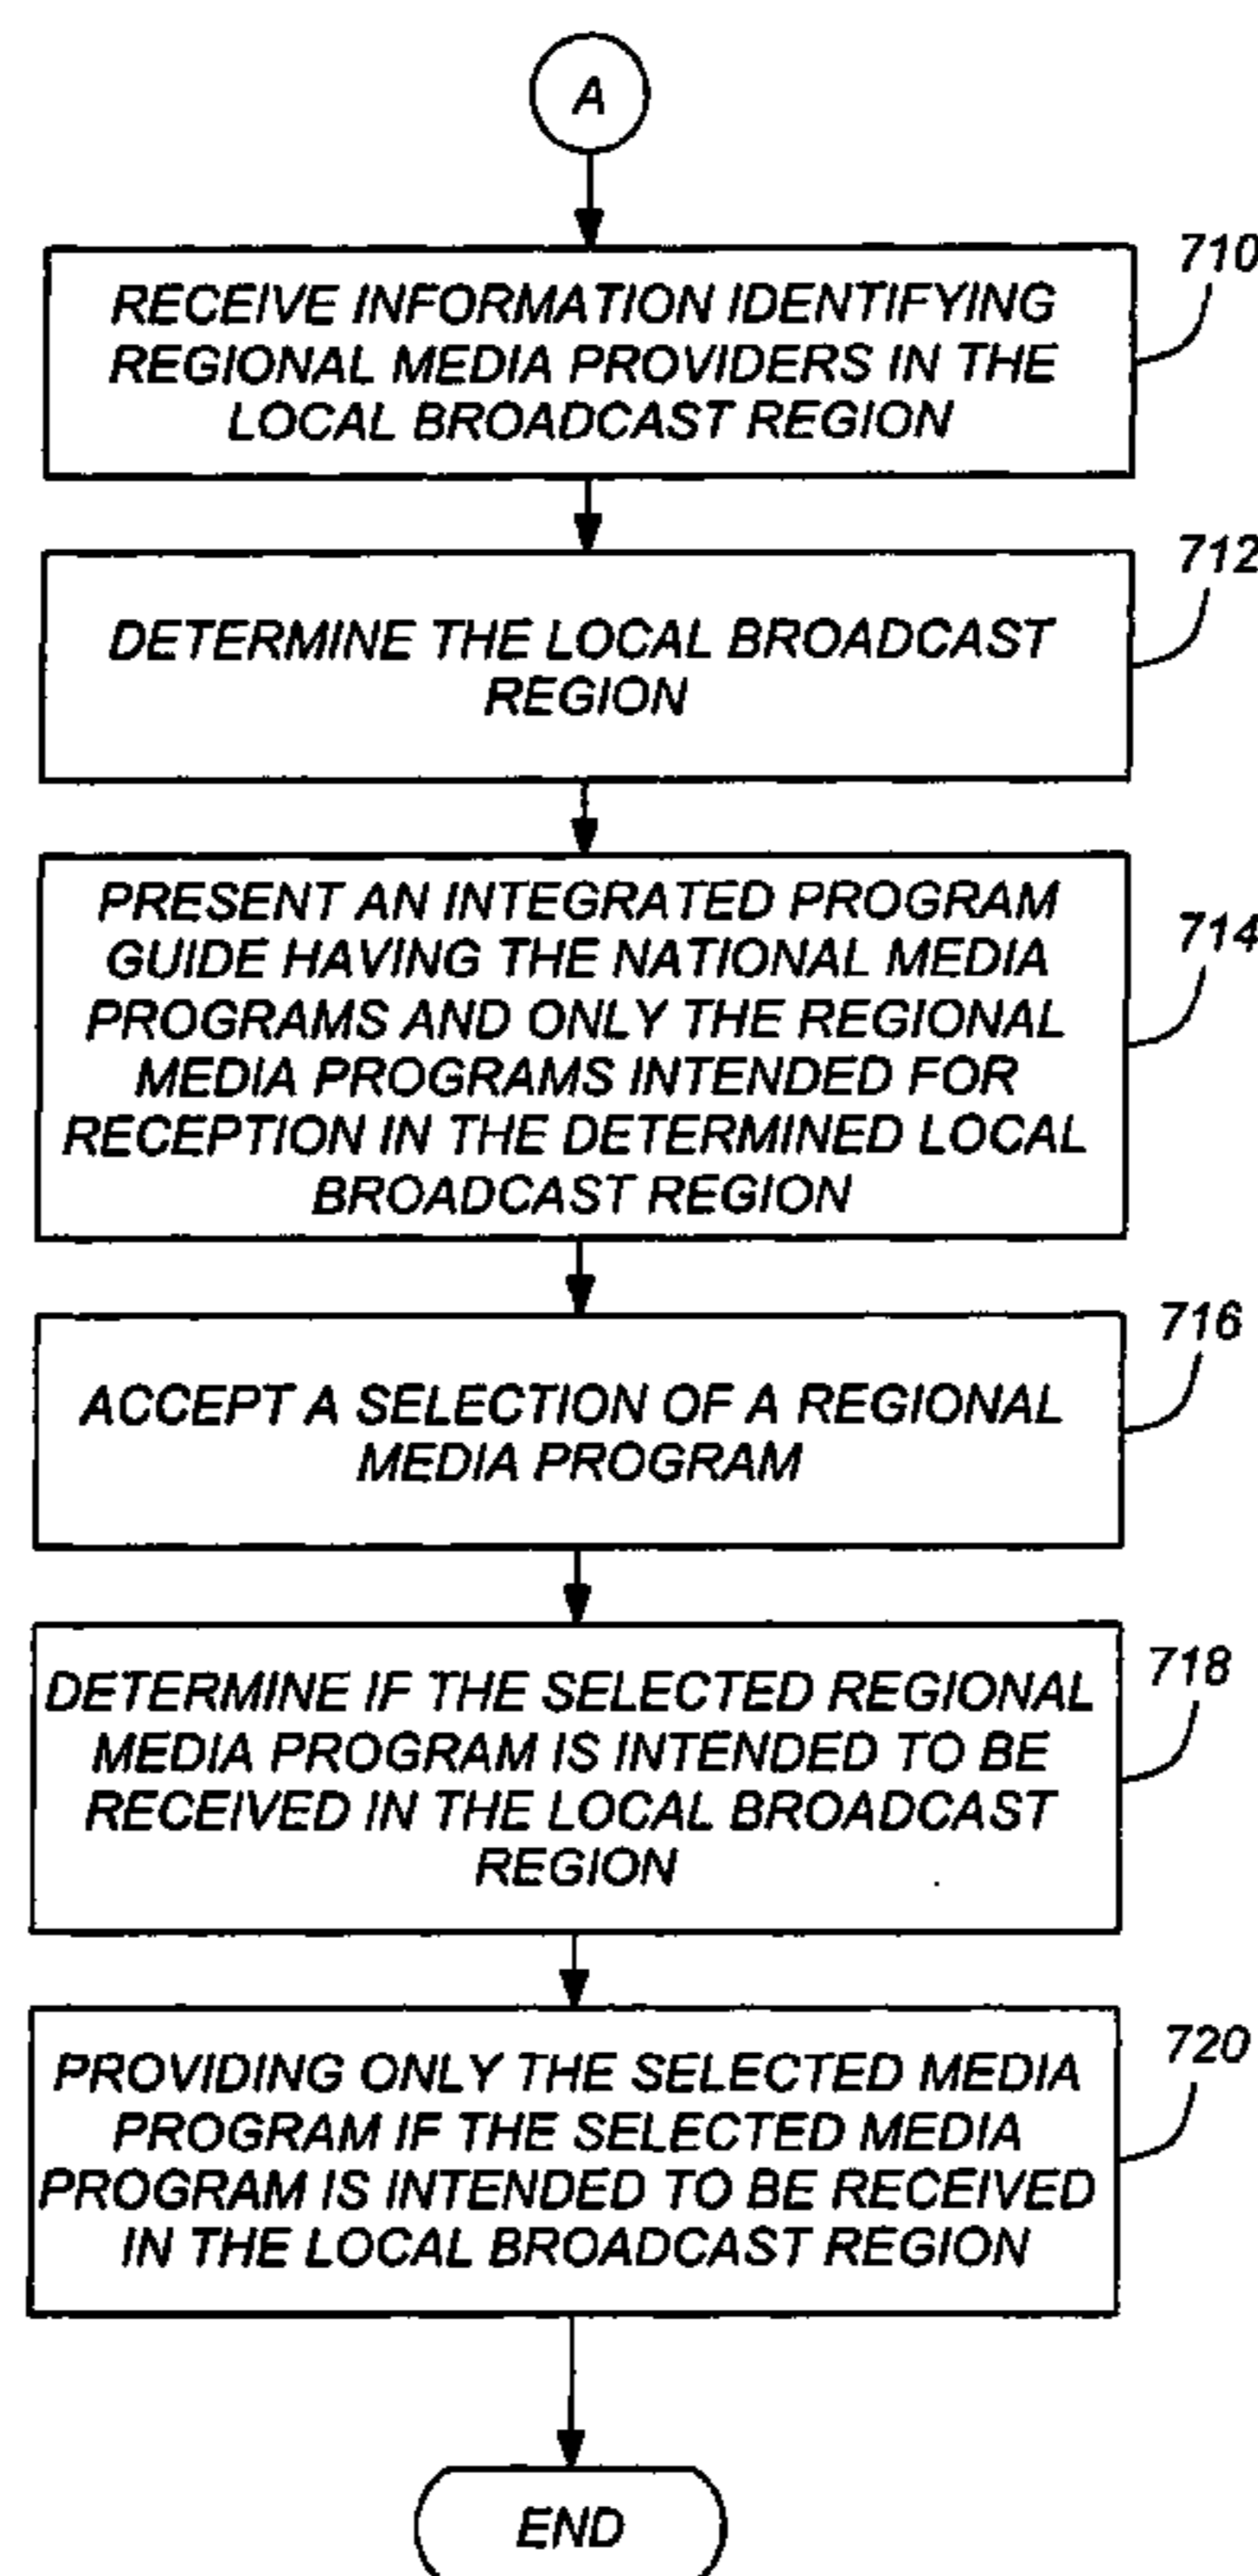 A
RECEIVE INFORMATION IDENTIFYING
REGIONAL MEDIA PROVIDERS IN THE
LOCAL BROADCAST REGION
710
DETERMINE THE LOCAL BROADCAST
REGION
712
PRESENT AN INTEGRATED PROGRAM
GUIDE HAVING THE NATIONAL MEDIA
PROGRAMS AND ONLY THE REGIONAL
MEDIA PROGRAMS INTENDED FOR
RECEPTION IN THE DETERMINED LOCAL
BROADCAST REGION
714
ACCEPT A SELECTION OF A REGIONAL
MEDIA PROGRAM
716
DETERMINE IF THE SELECTED REGIONAL
MEDIA PROGRAM IS INTENDED TO BE
RECEIVED IN THE LOCAL BROADCAST
REGION
718
PROVIDING ONLY THE SELECTED MEDIA
PROGRAM IF THE SELECTED MEDIA
PROGRAM IS INTENDED TO BE RECEIVED
IN THE LOCAL BROADCAST REGION
720
END